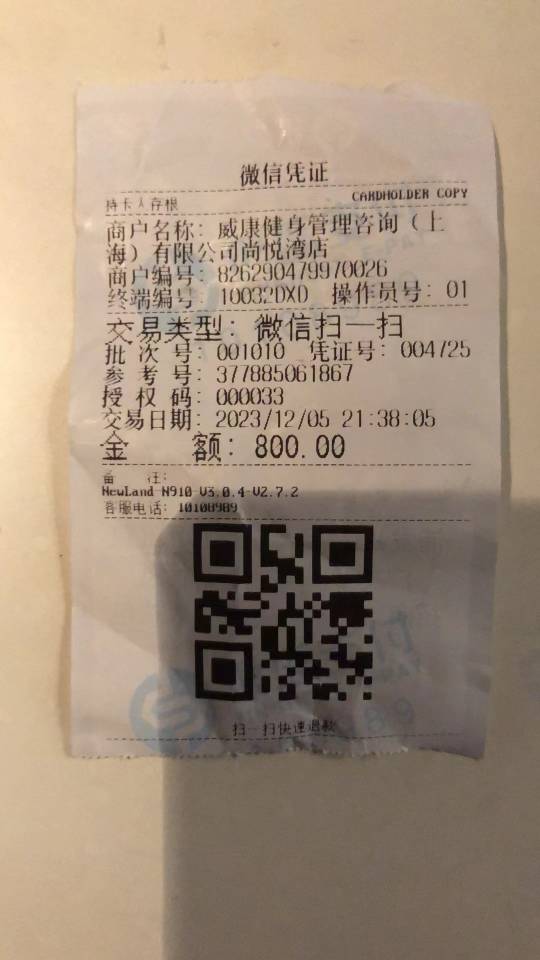 微信凭证
持卡人存根 CARDHOLDER COPY
商户名称: 威康健身管理咨询(上
海)有限公司尚悦湾店
商户编号: 826290479970026
终端编号: 10032DXD 操作员号: 01
交易类型: 微信扫一扫
批 次 号: 001010 凭证号: 004725
参 考 号: 377885061867
授 权 码: 000033
交易日期: 2023/12/05 21:38:05
金 额: 800.00
备 注:
NewLand-N910-V3.0.4-V2.7.2
客服电话: 10108989
扫一扫快速退款